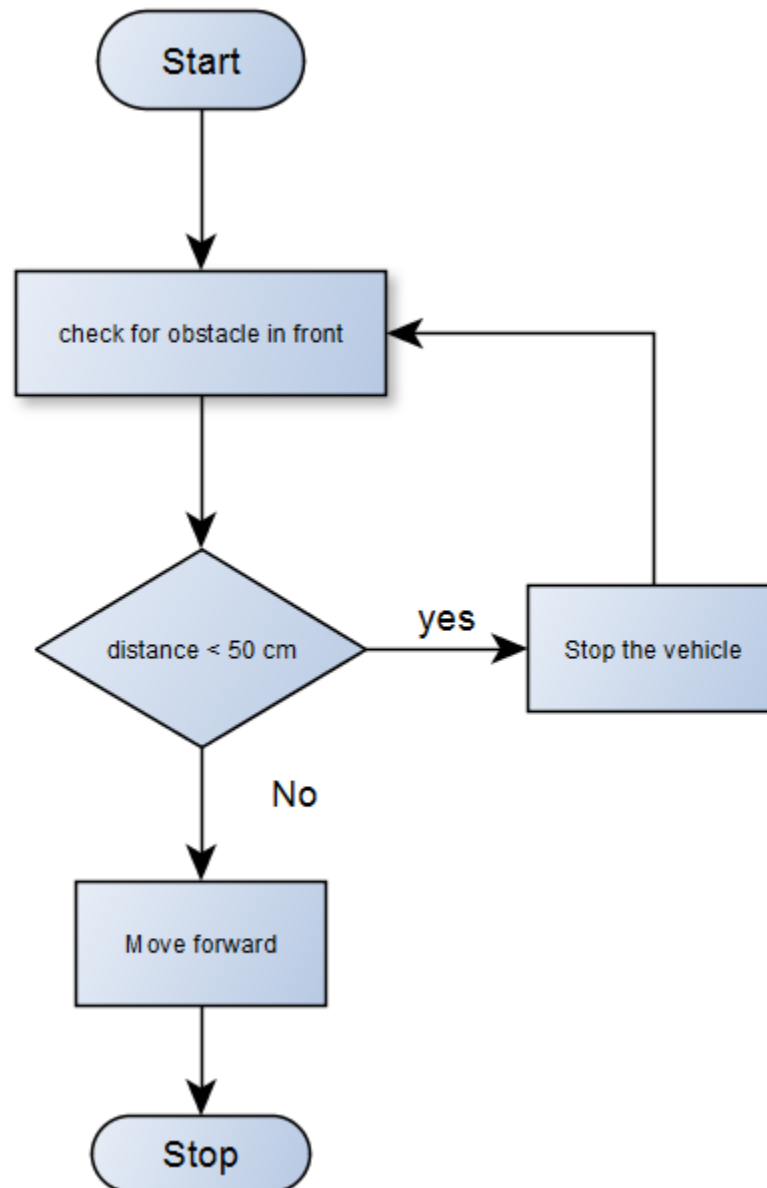 Start
check for obstacle in front
distance < 50 cm
yes
Stop the vehicle
No
Move forward
Stop